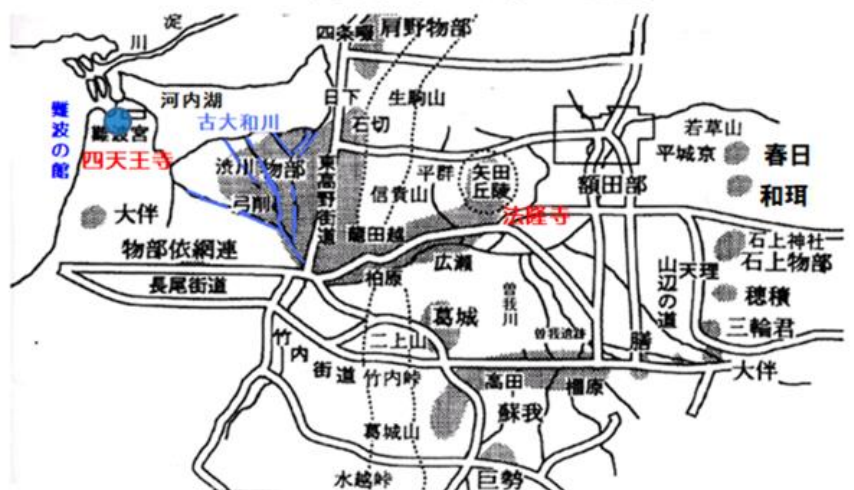 淀
川
四条畷
肩野物部
難波の館
河内湖
日下
生駒山
古大和川
石切
若草山
難波宮
四天王寺
平城京
春日
渋川
物部
東高野街道
平群
矢田
丘陵
額田部
和珥
信貴山
弓削
大伴
法隆寺
龍田越
石上神社
石上物部
物部依網連
広瀬
山辺の道
天理
柏原
長尾街道
穂積
曽我川
葛城
曽我遺跡
三輪君
竹内
街道
二上山
膳
大伴
竹内峠
高田
橿原
蘇我
葛城山
水越峠
巨勢